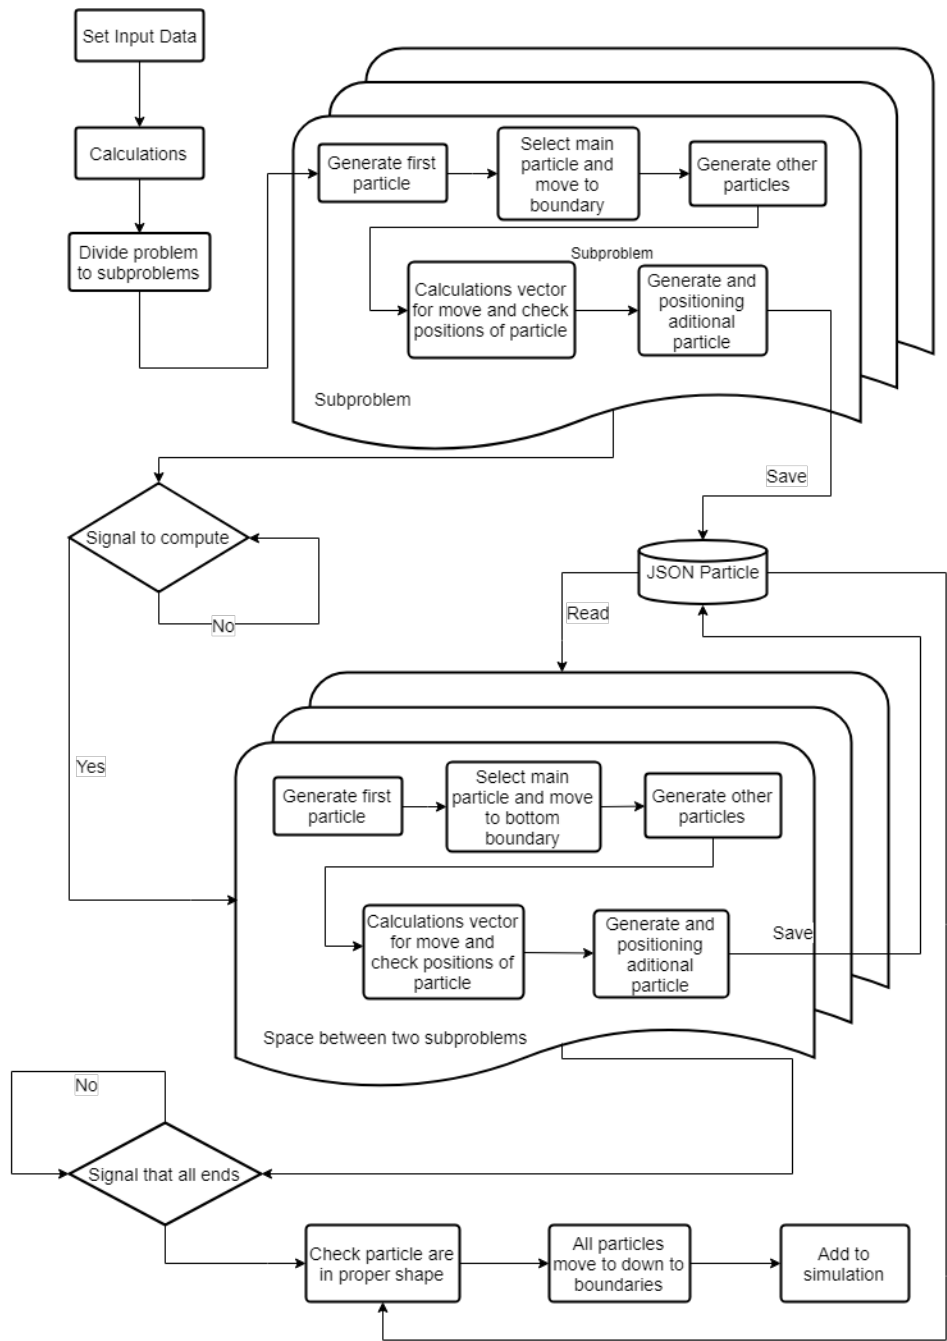 Set Input Data
Calculations
Divide problem
to subproblems
Generate first
particle
Select main
particle and
move to
boundary
Generate other
particles
Subproblem
Calculations vector
for move and check
positions of particle
Generate and
positioning
aditional
particle
Subproblem
Save
Signal to compute
No
JSON Particle
Read
Yes
Generate first
particle
Select main
particle and move
to bottom
boundary
Generate other
particles
Calculations vector
for move and
check positions of
particle
Generate and
positioning
aditional
particle
Save
Space between two subproblems
No
Signal that all ends
Check particle are
in proper shape
All particles
move to down to
boundaries
Add to
simulation